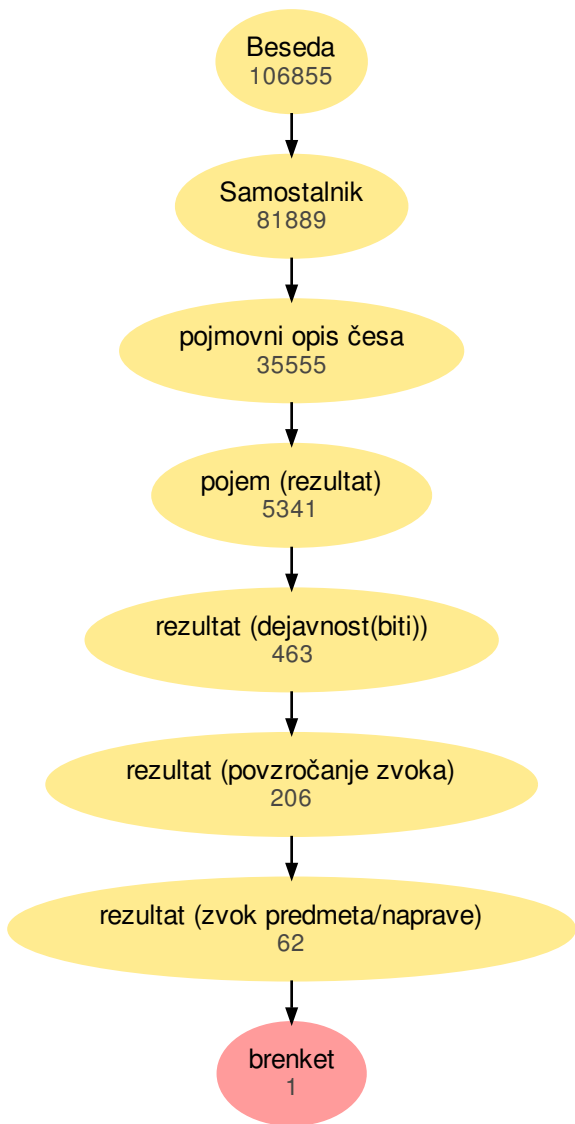 Beseda
106855
Samostalnik
81889
pojmovni opis česa
35555
pojem (rezultat)
5341
rezultat (dejavnost(biti))
463
rezultat (povzročanje zvoka)
206
rezultat (zvok predmeta/naprave)
62
brenket
1